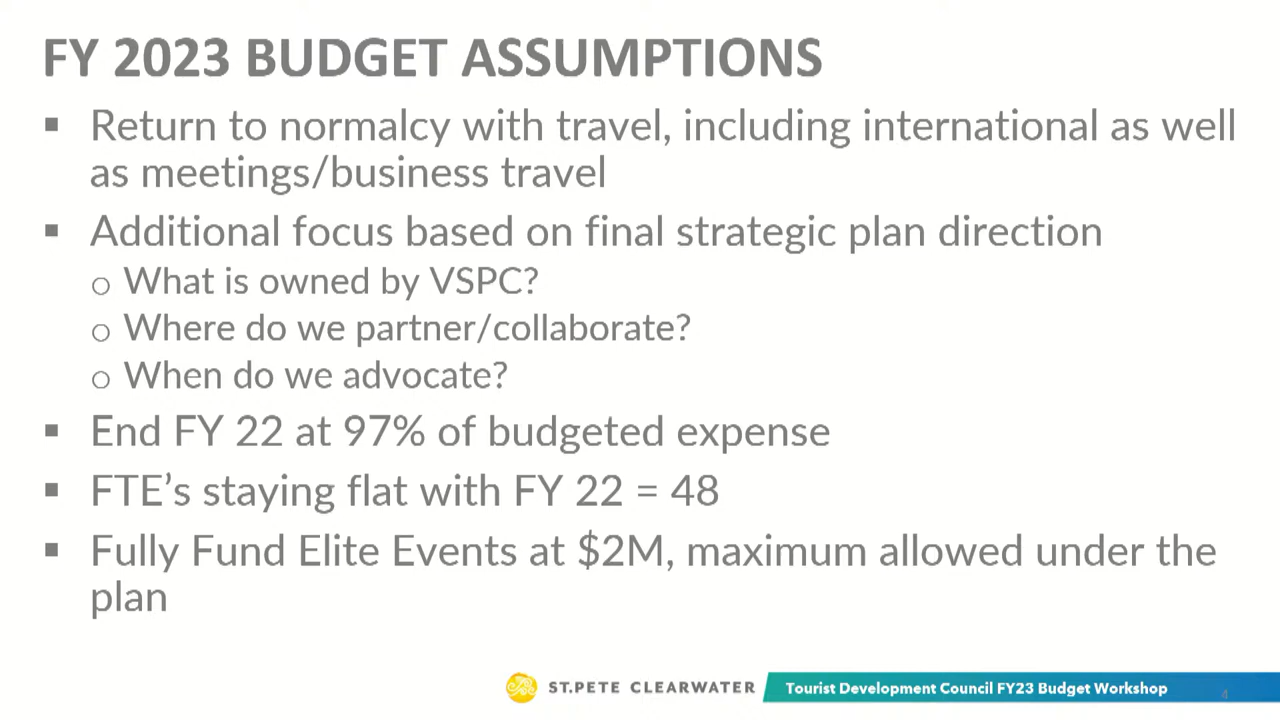 FY 2023 BUDGET ASSUMPTIONS
▪ Return to normalcy with travel, including international as well
as meetings/business travel
▪ Additional focus based on final strategic plan direction
o What is owned by VSPC?
o Where do we partner/collaborate?
o When do we advocate?
▪ End FY 22 at 97% of budgeted expense
▪ FTE’s staying flat with FY 22 = 48
▪ Fully Fund Elite Events at $2M, maximum allowed under the
plan
ST.PETE CLEARWATER
Tourist Development Council FY23 Budget Workshop
4